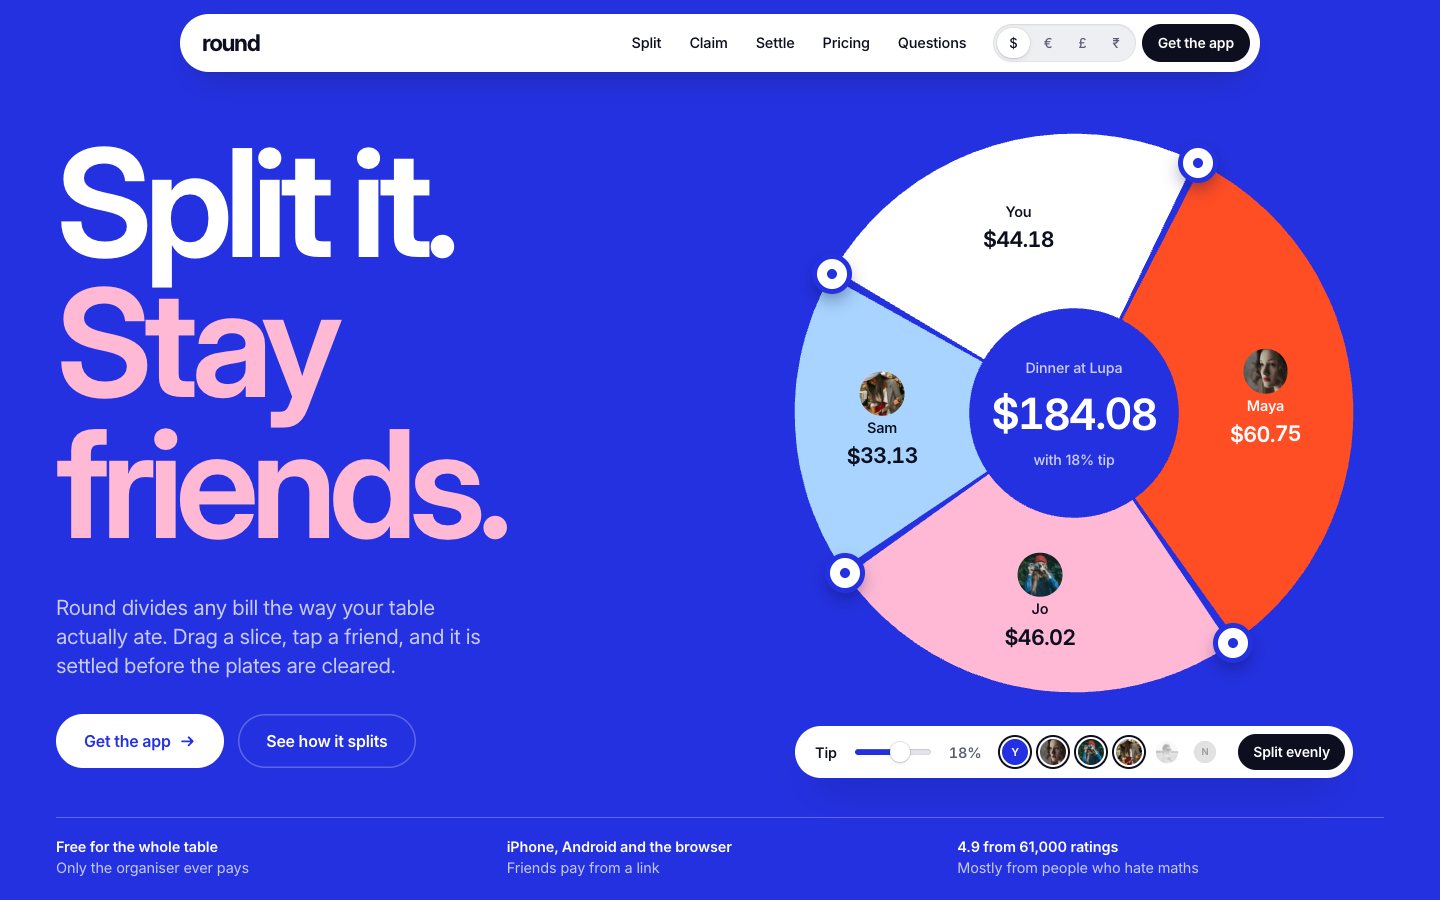 round
Split
Claim
Settle
Pricing
Questions
$
€
£
₹
Get the app
Split it.
Stay
friends.
Round divides any bill the way your table
actually ate. Drag a slice, tap a friend, and it is
settled before the plates are cleared.
Get the app →
See how it splits
You
$44.18
Maya
$60.75
Jo
$46.02
Sam
$33.13
Dinner at Lupa
$184.08
with 18% tip
Tip
18%
Y
N
Split evenly
Free for the whole table
Only the organiser ever pays
iPhone, Android and the browser
Friends pay from a link
4.9 from 61,000 ratings
Mostly from people who hate maths